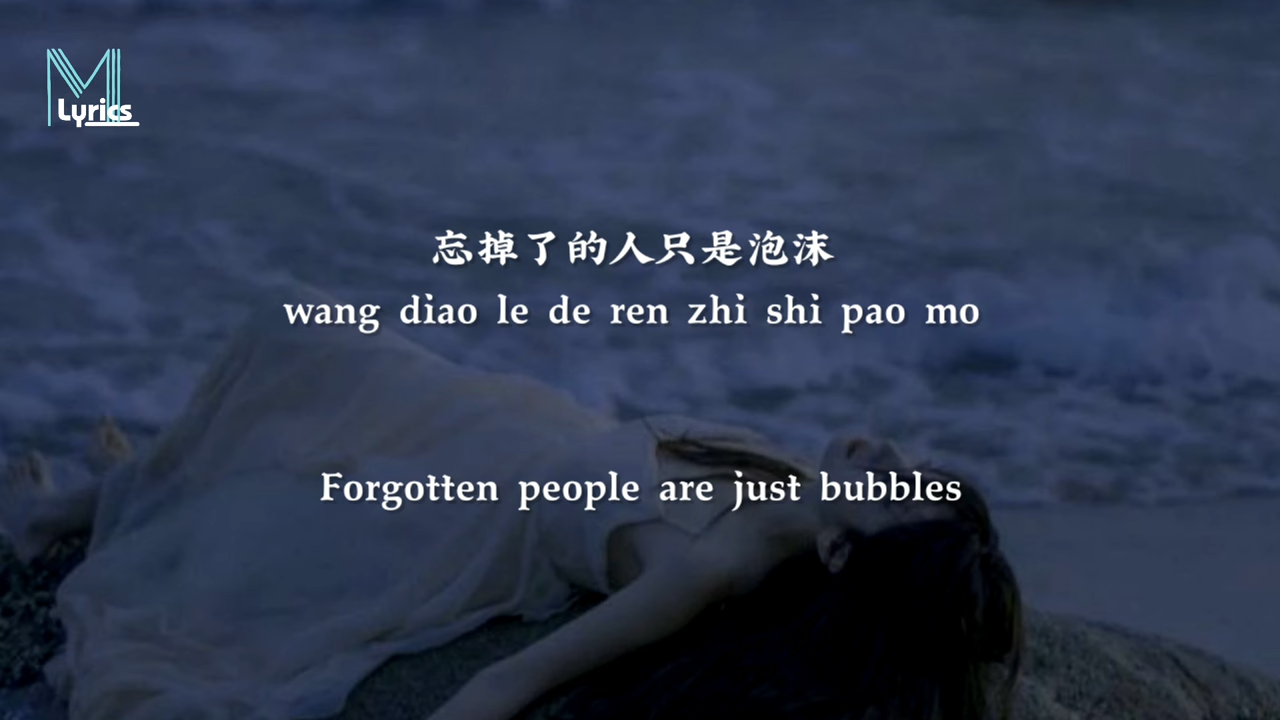 M
Lyrics
忘掉了的人只是泡沫
wang diao le de ren zhi shi pao mo
Forgotten people are just bubbles